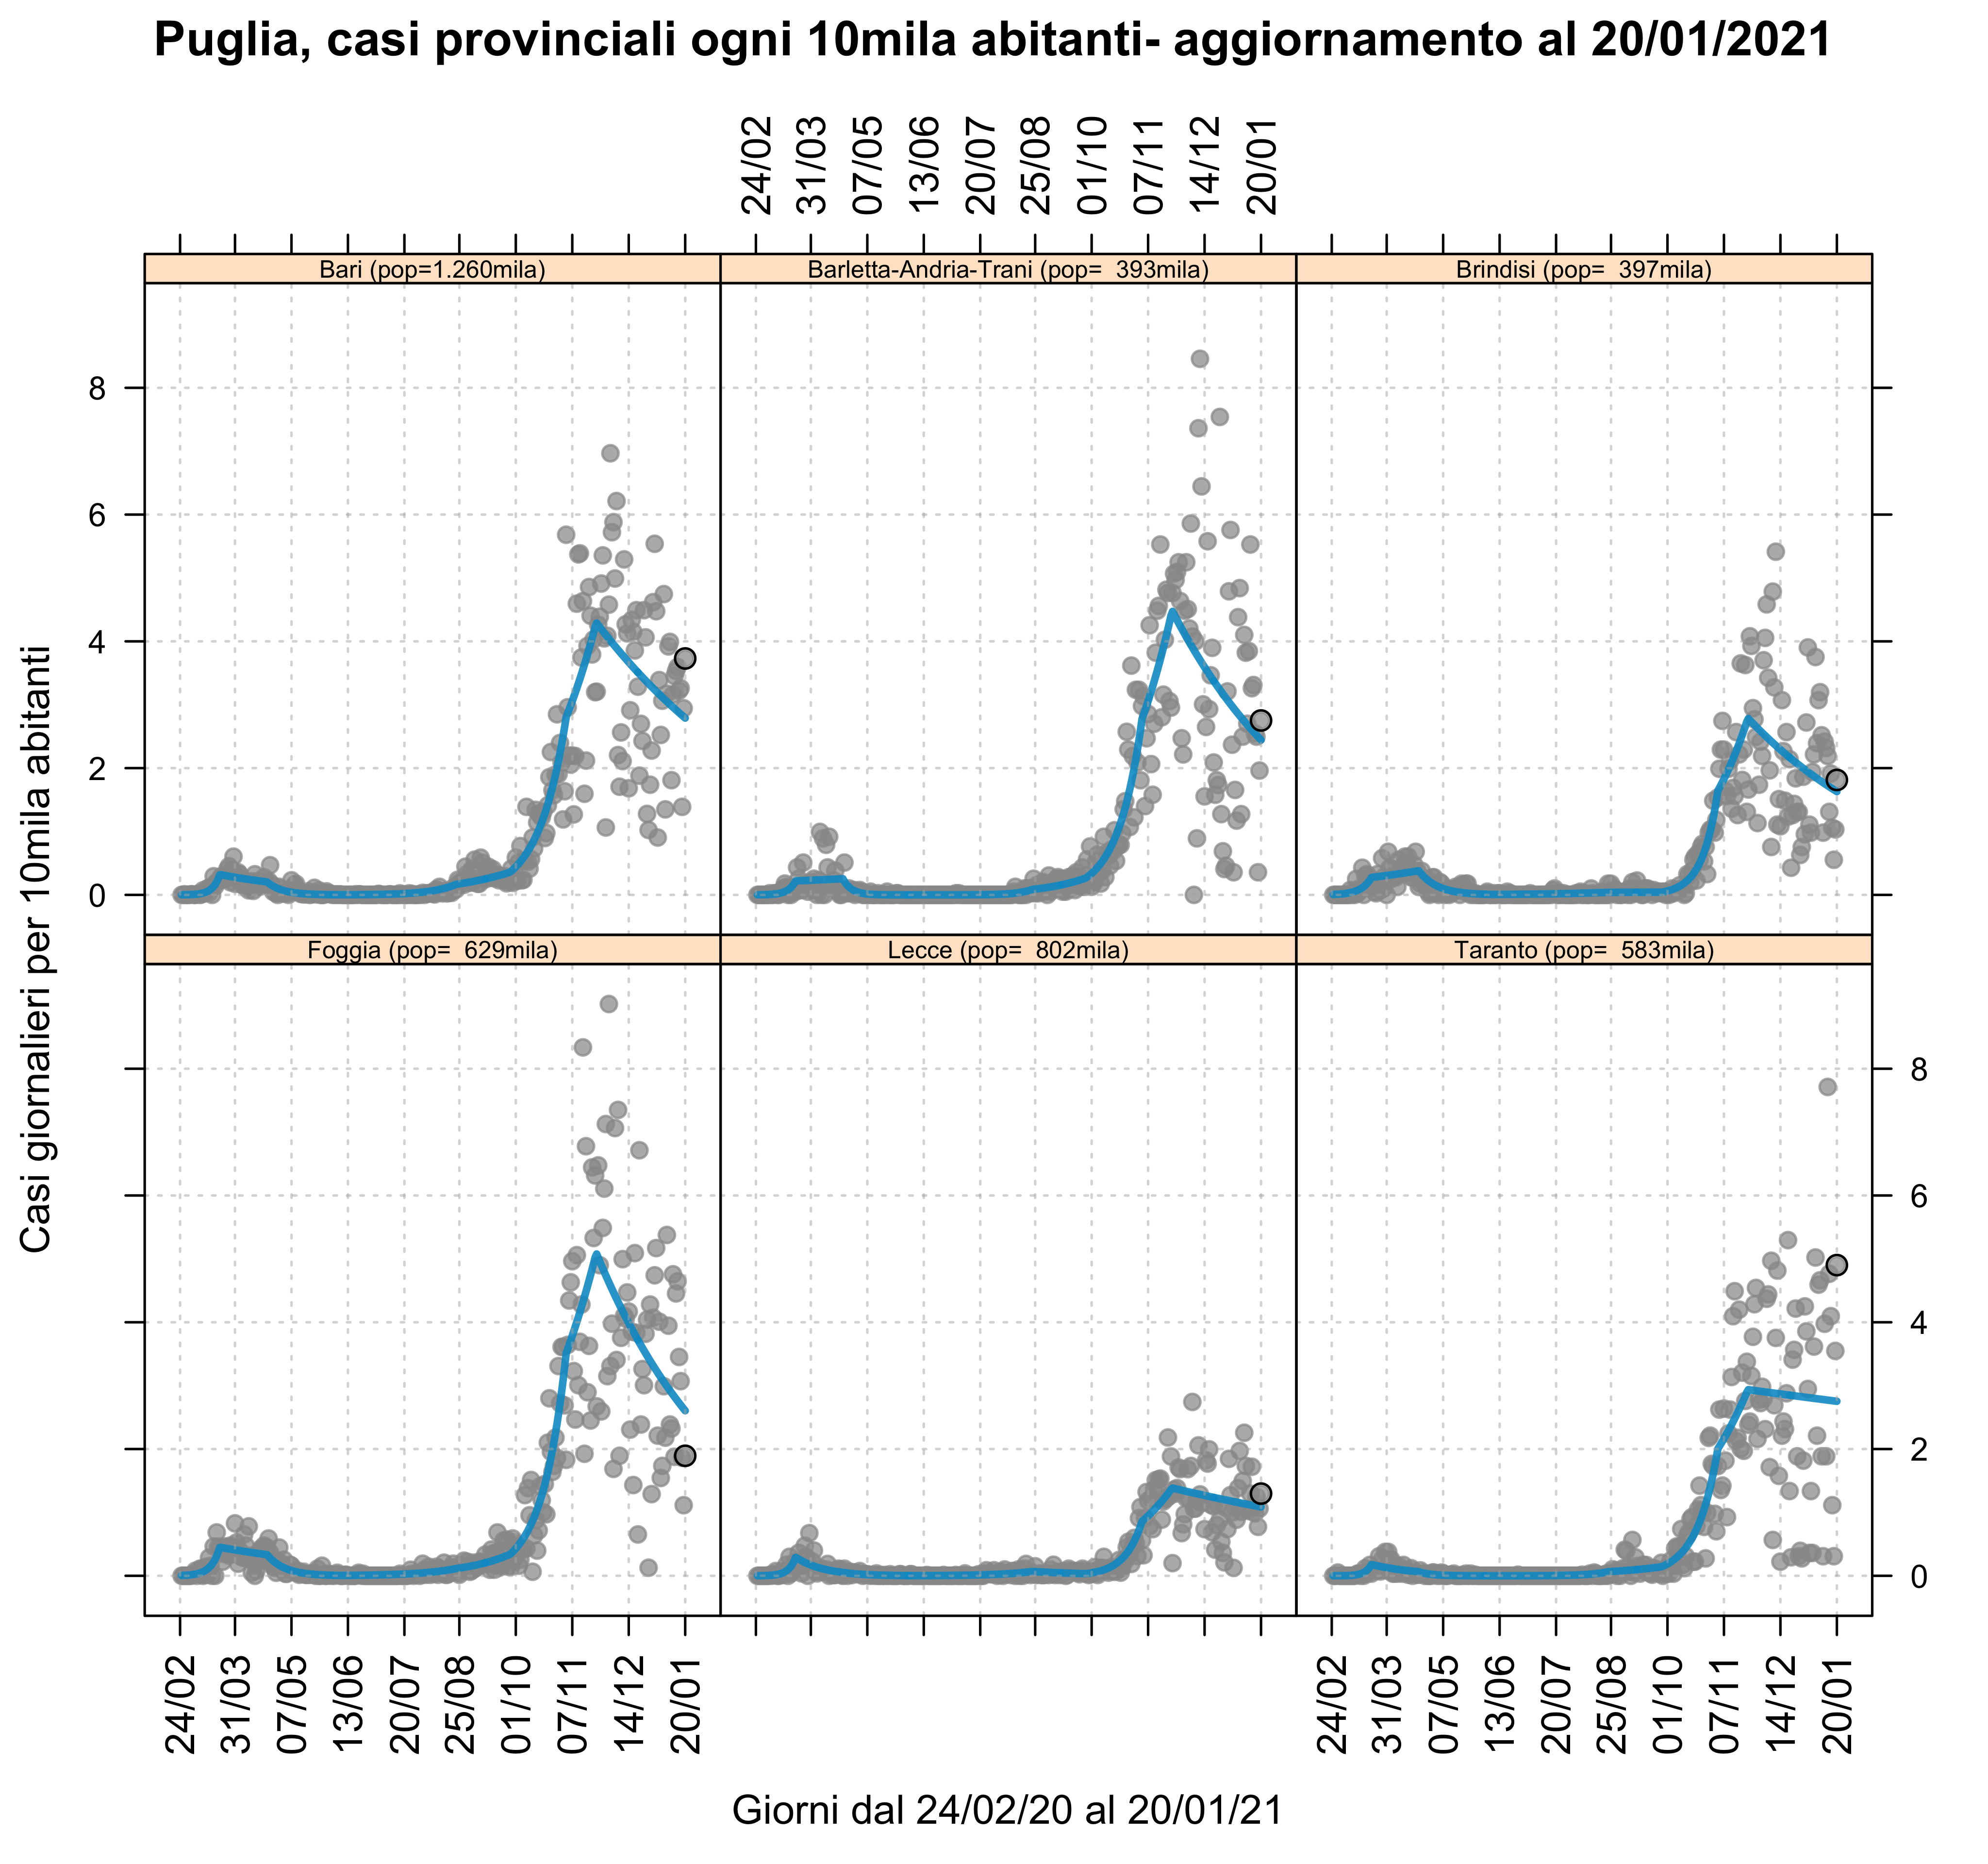 Puglia, casi provinciali ogni 10mila abitanti- aggiornamento al 20/01/2021
24/02 31/03 07/05 13/06 20/07 25/08 01/10 07/11 14/12 20/01
Bari (pop=1.260mila)
Barletta-Andria-Trani (pop=  393mila)
Brindisi (pop=  397mila)
8
6
4
2
0
Casi giornalieri per 10mila abitanti
Foggia (pop=  629mila)
Lecce (pop=  802mila)
Taranto (pop=  583mila)
8
6
4
2
0
24/02 31/03 07/05 13/06 20/07 25/08 01/10 07/11 14/12 20/01
24/02 31/03 07/05 13/06 20/07 25/08 01/10 07/11 14/12 20/01
Giorni dal 24/02/20 al 20/01/21